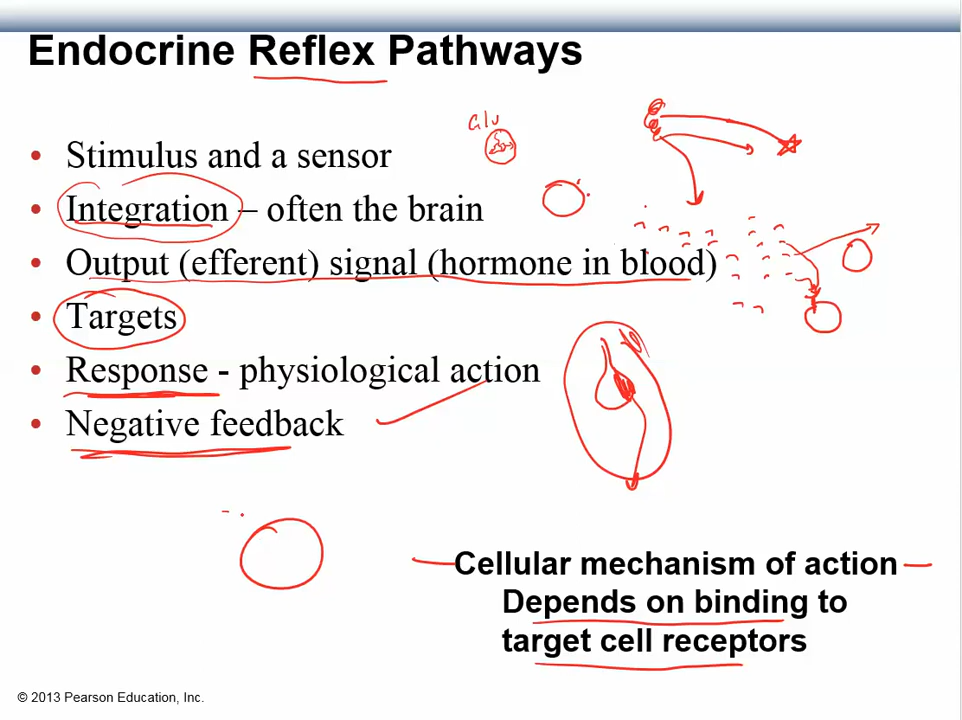 Endocrine Reflex Pathways
Glu
• Stimulus and a sensor
• Integration – often the brain
• Output (efferent) signal (hormone in blood)
• Targets
• Response - physiological action
• Negative feedback
Cellular mechanism of action
Depends on binding to
target cell receptors
© 2013 Pearson Education, Inc.